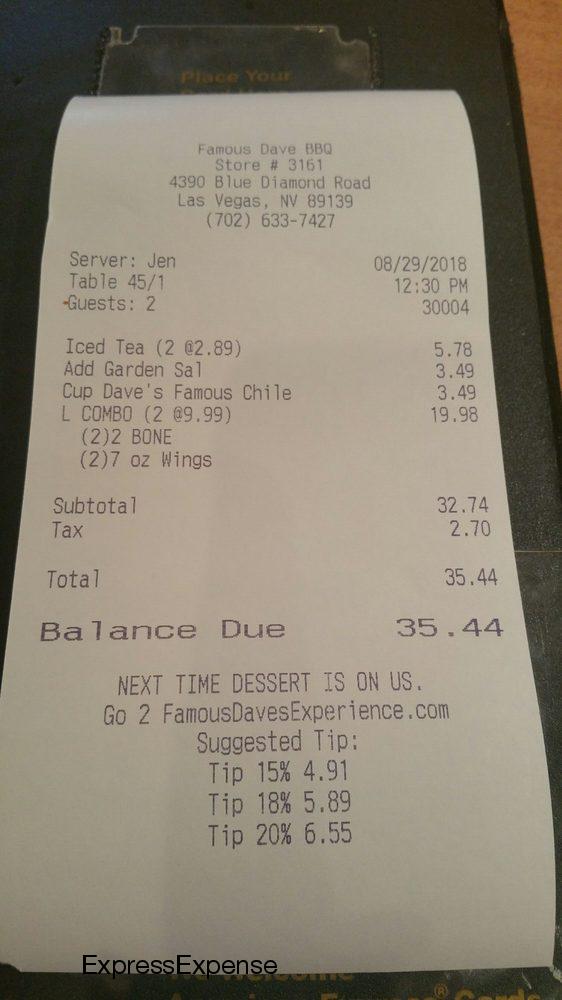 Place Your
Famous Dave BBQ
Store # 3161
4390 Blue Diamond Road
Las Vegas, NV 89139
(702) 633-7427
Server: Jen 08/29/2018
Table 45/1 12:30 PM
Guests: 2 30004
Iced Tea (2 @2.89) 5.78
Add Garden Sal 3.49
Cup Dave's Famous Chile 3.49
L COMBO (2 @9.99) 19.98
(2)2 BONE
(2)7 oz Wings
Subtotal 32.74
Tax 2.70
Total 35.44
Balance Due 35.44
NEXT TIME DESSERT IS ON US.
Go 2 FamousDavesExperience.com
Suggested Tip:
Tip 15% 4.91
Tip 18% 5.89
Tip 20% 6.55
ExpressExpense
Welcome